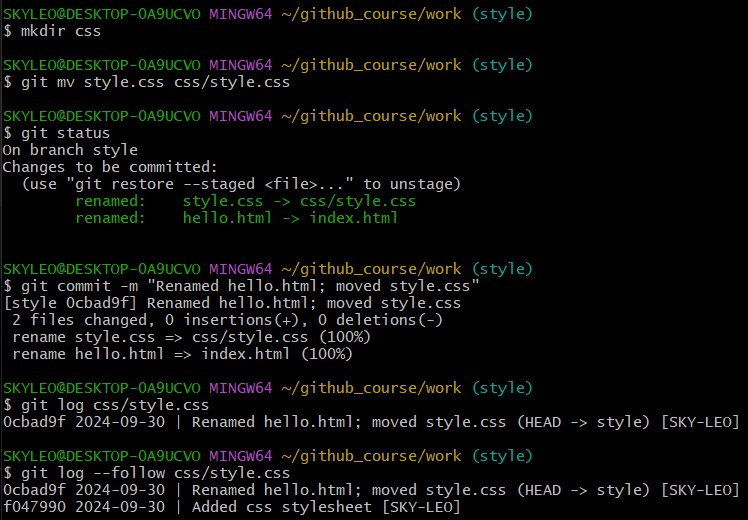 SKYLEO@DESKTOP-0A9UCVO MINGW64 ~/github_course/work (style)
$ mkdir css
SKYLEO@DESKTOP-0A9UCVO MINGW64 ~/github_course/work (style)
$ git mv style.css css/style.css
SKYLEO@DESKTOP-0A9UCVO MINGW64 ~/github_course/work (style)
$ git status
On branch style
Changes to be committed:
  (use "git restore --staged <file>..." to unstage)
        renamed:    style.css -> css/style.css
        renamed:    hello.html -> index.html
SKYLEO@DESKTOP-0A9UCVO MINGW64 ~/github_course/work (style)
$ git commit -m "Renamed hello.html; moved style.css"
[style 0cbad9f] Renamed hello.html; moved style.css
 2 files changed, 0 insertions(+), 0 deletions(-)
 rename style.css => css/style.css (100%)
 rename hello.html => index.html (100%)
SKYLEO@DESKTOP-0A9UCVO MINGW64 ~/github_course/work (style)
$ git log css/style.css
0cbad9f 2024-09-30 | Renamed hello.html; moved style.css (HEAD -> style) [SKY-LEO]
SKYLEO@DESKTOP-0A9UCVO MINGW64 ~/github_course/work (style)
$ git log --follow css/style.css
0cbad9f 2024-09-30 | Renamed hello.html; moved style.css (HEAD -> style) [SKY-LEO]
f047990 2024-09-30 | Added css stylesheet [SKY-LEO]